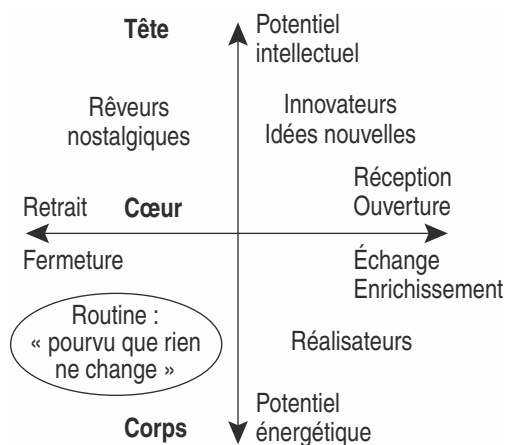 Tête
Potentiel
intellectuel
Rêveurs
nostalgiques
Innovateurs
Idées nouvelles
Retrait
Cœur
Réception
Ouverture
Fermeture
Échange
Enrichissement
Routine :
« pourvu que rien
ne change »
Réalisateurs
Corps
Potentiel
énergétique